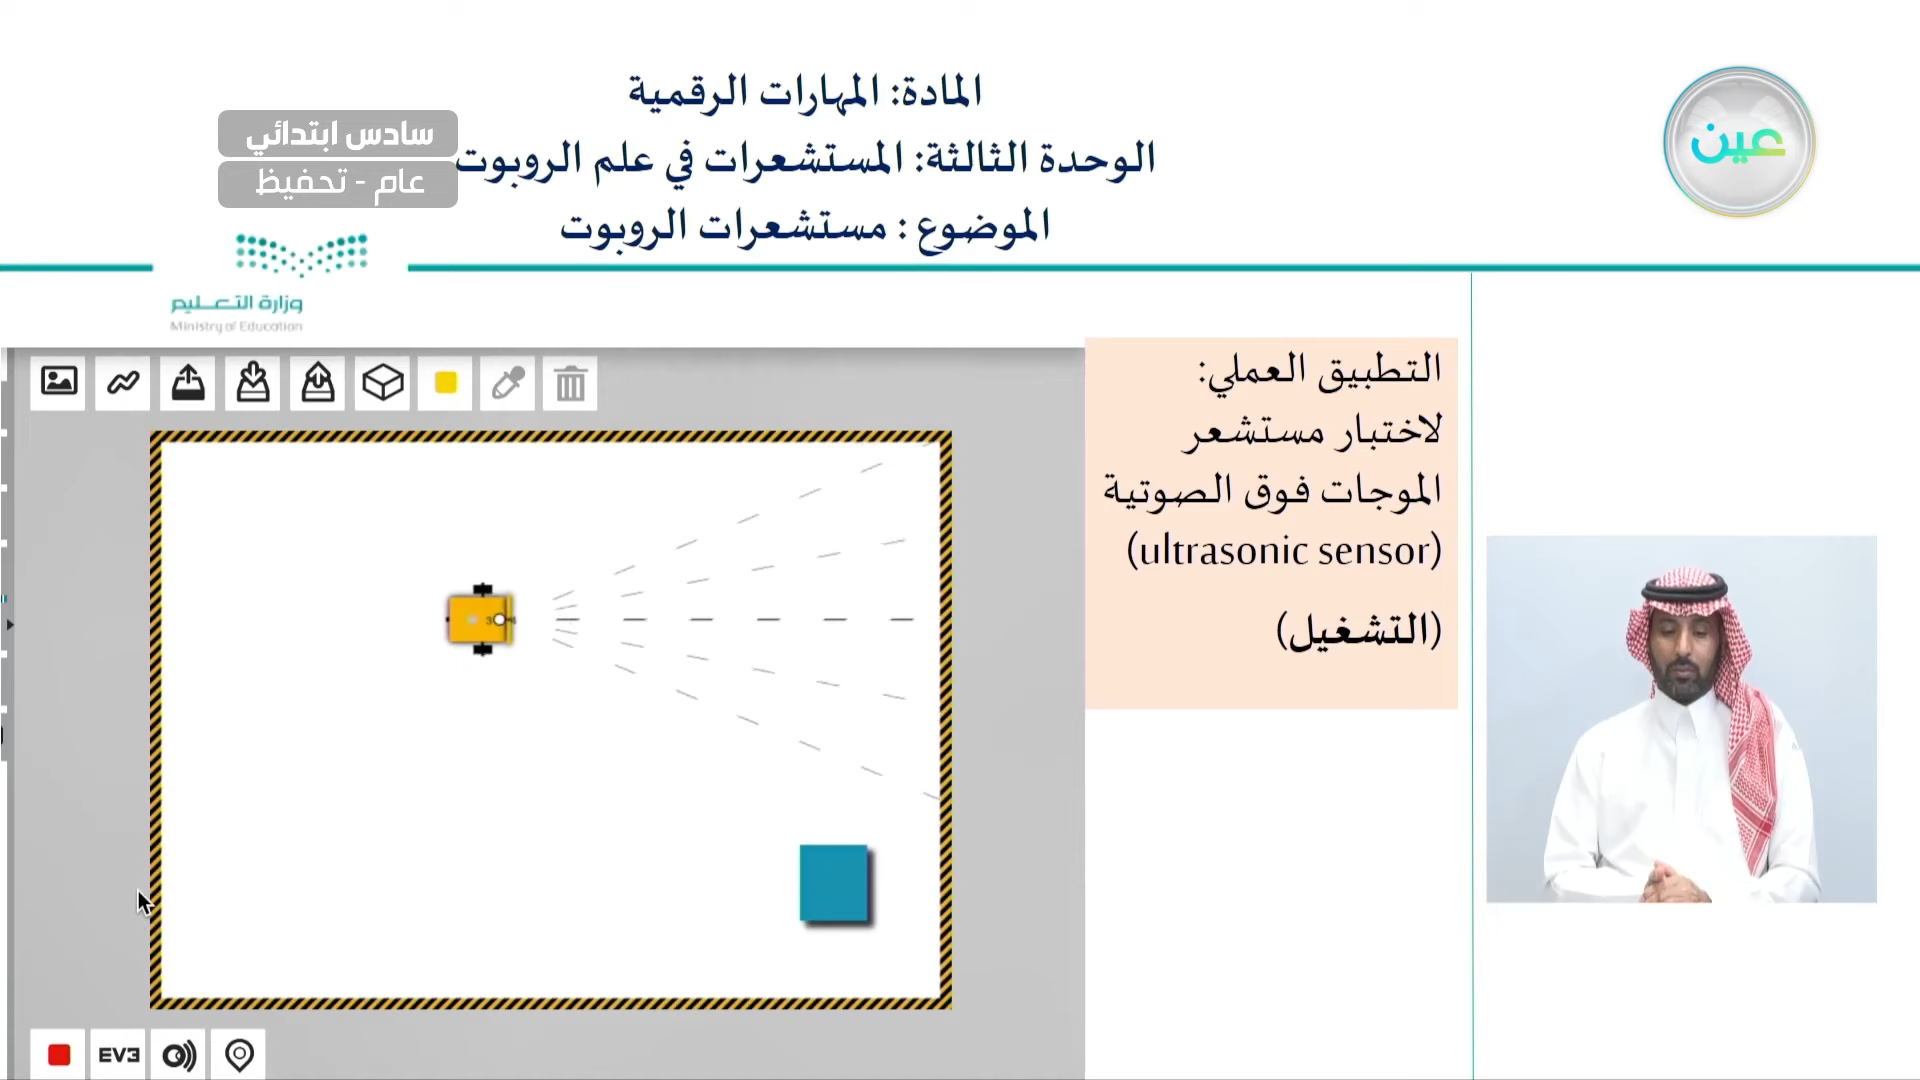 المادة: المهارات الرقمية
الوحدة الثالثة: المستشعرات في علم الروبوت
الموضوع : مستشعرات الروبوت
سادس ابتدائي
عام - تحفيظ
عين
وزارة التعليم
Ministry of Education
التطبيق العملي:
لاختبار مستشعر
الموجات فوق الصوتية
(ultrasonic sensor)
(التشغيل)
EV3